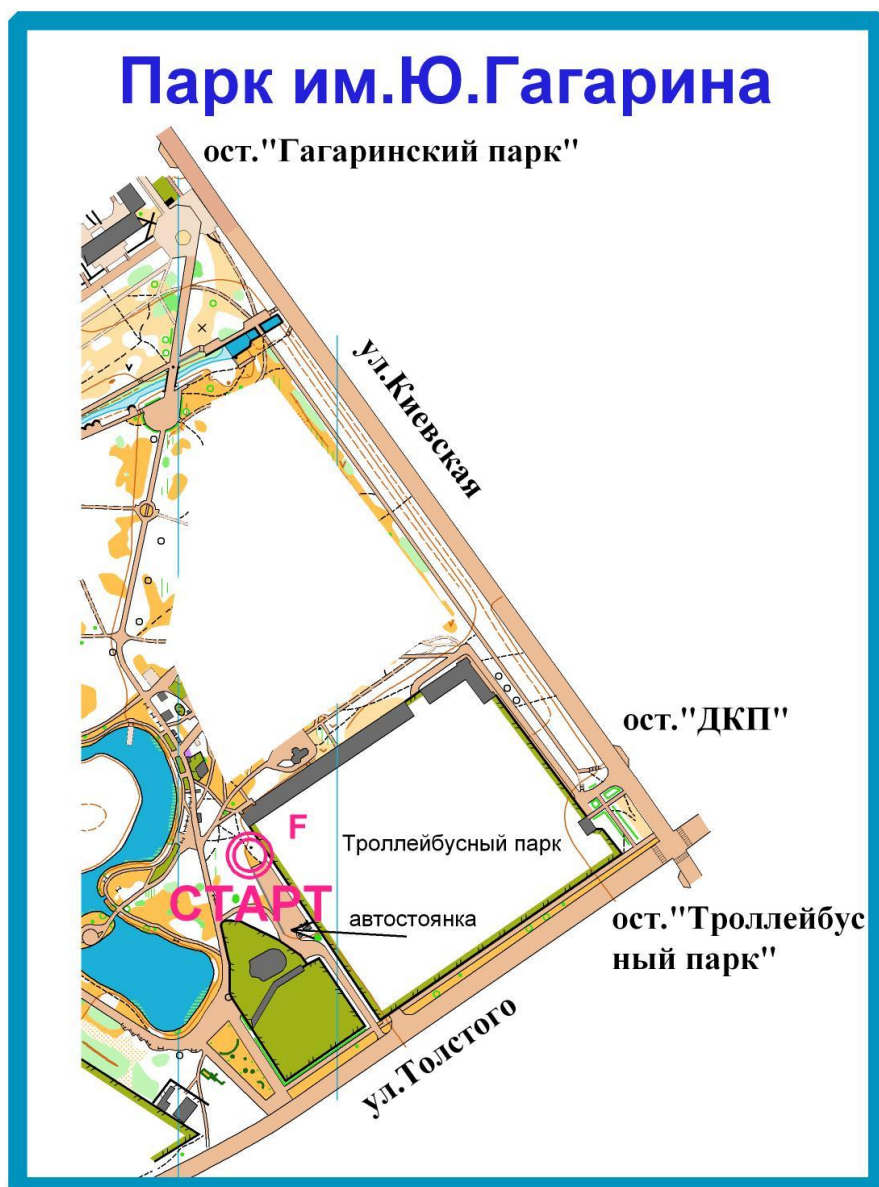 Парк им.Ю.Гагарина
ост."Гагаринский парк"
ул.Киевская
ост."ДКП"
F
Троллейбусный парк
СТАРТ
автостоянка
ост."Троллейбус
ный парк"
ул.Толстого